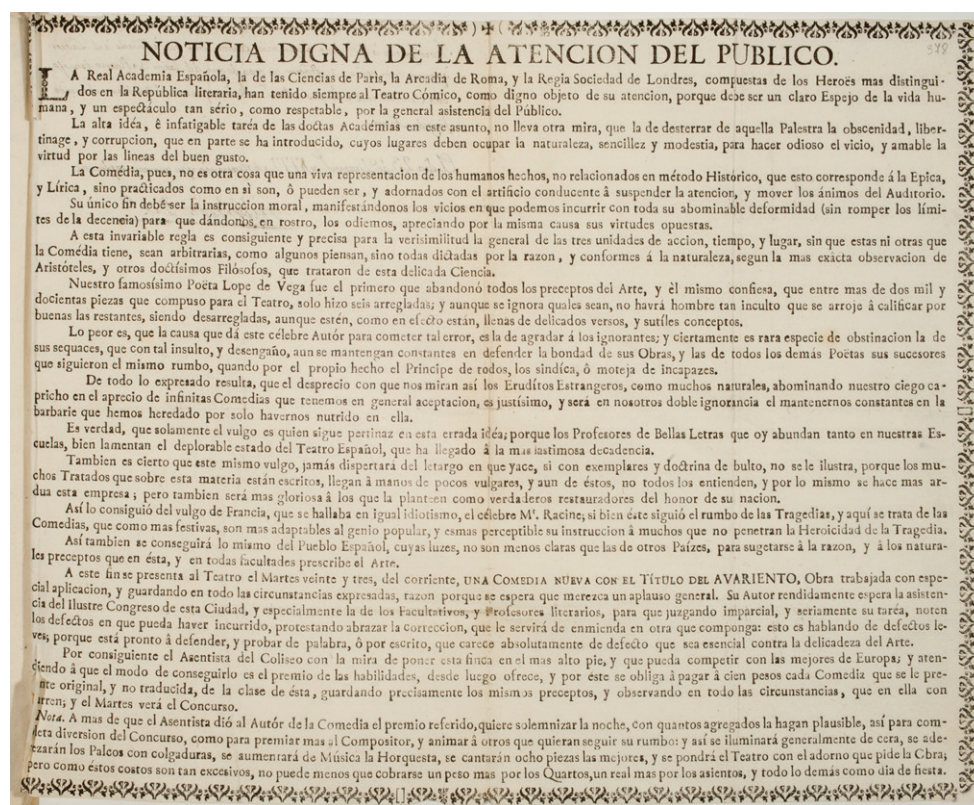 NOTICIA DIGNA DE LA ATENCION DEL PUBLICO.
378
LA Real Academia Española, la de las Ciencias de Paris, la Arcadia de Roma, y la Regia Sociedad de Londres, compuestas de los Heroës mas distingui-
dos en la República literaria, han tenido siempre al Teatro Cómico, como digno objeto de su atencion, porque debe ser un claro Espejo de la vida hu-
mana, y un espectáculo tan sério, como respetable, por la general asistencia del Público.
La alta idéa, ê infatigable taréa de las doctas Académias en este asunto, no lleva otra mira, que la de desterrar de aquella Palestra la obscenidad, liber-
tinage, y corrupcion, que en parte se ha introducido, cuyos lugares deben ocupar la naturaleza, sencillez y modestia, para hacer odioso el vicio, y amable la
virtud por las lineas del buen gusto.
La Comédia, pues, no es otra cosa que una viva representacion de los humanos hechos, no relacionados en método Histórico, que esto corresponde á la Epica,
y Lírica, sino practicados como en sì son, ô pueden ser, y adornados con el artificio conducente â suspender la atencion, y mover los ánimos del Auditorio.
Su único fin debé ser la instruccion moral, manifestándonos los vicios en que podemos incurrir con toda su abominable deformidad (sin romper los lími-
tes de la decencia) para que dándonos en rostro, los odiemos, apreciando por la misma causa sus virtudes opuestas.
A esta invariable regla es consiguiente y precisa para la verisimilitud la general de las tres unidades de accion, tiempo, y lugar, sin que estas ni otras que
la Comédia tiene, sean arbitrarias, como algunos piensan, sino todas dictadas por la razon, y conformes á la naturaleza, segun la mas exacta observacion de
Aristóteles, y otros doctísimos Filósofos, que trataron de esta delicada Ciencia.
Nuestro famosísimo Poëta Lope de Vega fue el primero que abandonó todos los preceptos del Arte, y él mismo confiesa, que entre mas de dos mil y
docientas piezas que compuso para el Teatro, solo hizo seis arregladas; y aunque se ignora quales sean, no havrá hombre tan inculto que se arroje â calificar por
buenas las restantes, siendo desarregladas, aunque estén, como en efecto están, llenas de delicados versos, y sutiles conceptos.
Lo peor es, que la causa que dá este célebre Autór para cometer tal error, es la de agradar á los ignorantes; y ciertamente es rara especie de obstinacion la de
sus sequaces, que con tal insulto, y desengaño, aun se mantengan constantes en defender la bondad de sus Obras, y las de todos los demás Poëtas sus sucesores
que siguieron el mismo rumbo, quando por el propio hecho el Principe de todos, los sindíca, ô moteja de incapazes.
De todo lo expresado resulta, que el desprecio con que nos miran así los Erudítos Estrangeros, como muchos naturales, abominando nuestro ciego ca-
pricho en el aprecio de infinitas Comedias que tenemos en general aceptacion, es justísimo, y será en nosotros doble ignorancia el mantenernos constantes en la
barbarie que hemos heredado por solo havernos nutrido en ella.
Es verdad, que solamente el vulgo es quien sigue pertinaz en esta errada idéa; porque los Profesores de Bellas Letras que oy abundan tanto en nuestras Es-
cuelas, bien lamentan el deplorable estado del Teatro Español, que ha llegado â la mas lastimosa decadencia.
Tambien es cierto que este mismo vulgo, jamás dispertará del letargo en que yace, si con exemplares y doctrina de bulto, no se le ilustra, porque los mu-
chos Tratados que sobre esta materia están escritos, llegan à manos de pocos vulgares, y aun de éstos, no todos los entienden, y por lo mismo se hace mas ar-
dua esta empresa; pero tambien será mas gloriosa â los que la planteen como verdaderos restauradores del honor de su nacion.
Así lo consiguió del vulgo de Francia, que se hallaba en igual idiotismo, el célebre Mr. Racine; si bien éste siguió el rumbo de las Tragedias, y aquí se trata de las
Comedias, que como mas festivas, son mas adaptables al genio popular, y es mas perceptible su instruccion â muchos que no penetran la Heroicidad de la Tragedia.
Así tambien se conseguirá lo mismo del Pueblo Español, cuyas luzes, no son menos claras que las de otros Países, para sugetarse â la razon, y á los natura-
les preceptos que en ésta, y en todas facultades prescribe el Arte.
A este fin se presenta al Teatro el Martes veinte y tres, del corriente, UNA COMEDIA NUEVA CON EL TÍTULO DEL AVARIENTO, Obra trabajada con espe-
cial aplicacion, y guardando en todo las circunstancias expresadas, razon porque se espera que merezca un aplauso general. Su Autor rendidamente espera la asisten-
cia del Ilustre Congreso de esta Ciudad, y especialmente la de los Facultativos, y Profesores literarios, para que juzgando imparcial, y seriamente su taréa, noten
los defectos en que pueda haver incurrido, protestando abrazar la correccion, que le servirá de enmienda en otra que componga: esto es hablando de defectos le-
ves; porque está pronto â defender, y probar de palabra, ô por escrito, que carece absolutamente de defecto que sea esencial contra la delicadeza del Arte.
Por consiguiente el Asentista del Coliseo con la mira de poner esta finca en el mas alto pie, y que pueda competir con las mejores de Europa; y aten-
diendo â que el modo de conseguirlo es el premio de las habilidades, desde luego ofrece, y por éste se obliga â pagar â cien pesos cada Comedia que se le pre-
nte original, y no traducida, de la clase de ésta, guardando precisamente los mismos preceptos, y observando en todo las circunstancias, que en ella con
urren; y el Martes verá el Concurso.
Nota. A mas de que el Asentista dió al Autór de la Comedia el premio referido, quiere solemnizar la noche, con quantos agregados la hagan plausible, así para com-
leta diversion del Concurso, como para premiar mas al Compositor, y animar â otros que quieran seguir su rumbo: y así se iluminará generalmente de cera, se ade-
ezarán los Palcos con colgaduras, se aumentará de Música la Horquesta, se cantarán ocho piezas las mejores, y se pondrá el Teatro con el adorno que pide la Obra;
pero como éstos costos son tan excesivos, no puede menos que cobrarse un peso mas por los Quartos, un real mas por los asientos, y todo lo demás como dia de fiesta.